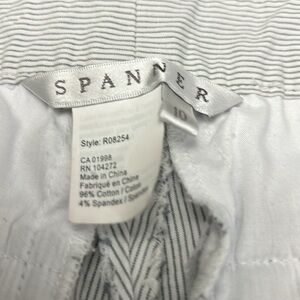 SPANNER
10
Style: R08254
CA 01998
RN 104272
Made in China
Fabriqué en China
96% Cotton / Coton
4% Spandex / Spandex